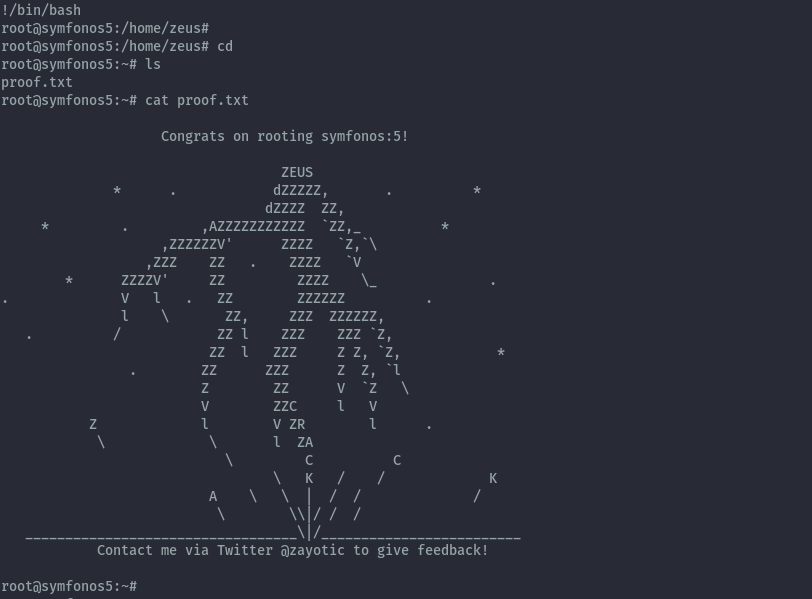 !/bin/bash
root@symfonos5:/home/zeus#
root@symfonos5:/home/zeus# cd
root@symfonos5:~# ls
proof.txt
root@symfonos5:~# cat proof.txt

                    Congrats on rooting symfonos:5!

                                   ZEUS
              *      .            dZZZZZ,       .          *
                                 dZZZZ  ZZ,
     *         .         ,AZZZZZZZZZZZ  `ZZ,_          *
                    ,ZZZZZZV'      ZZZZ   `Z,`\
                  ,ZZZ    ZZ   .    ZZZZ   `V
        *      ZZZZV'     ZZ         ZZZZ    \_              .
.              V   l   .   ZZ        ZZZZZZ          .
               l    \       ZZ,     ZZZ  ZZZZZZ,
   .          /            ZZ l    ZZZ    ZZZ `Z,
                          ZZ  l   ZZZ     Z Z, `Z,            *
                .        ZZ      ZZZ      Z  Z, `l
                         Z        ZZ      V  `Z   \
                         V        ZZC     l   V
           Z             l        V ZR        l      .
            \             \       l  ZA
                            \         C          C
                                  \   K   /    /             K
                          A    \   \  |  /  /              /
                           \        \\|/ /  /
   __________________________________\|/_________________________
            Contact me via Twitter @zayotic to give feedback!

root@symfonos5:~#